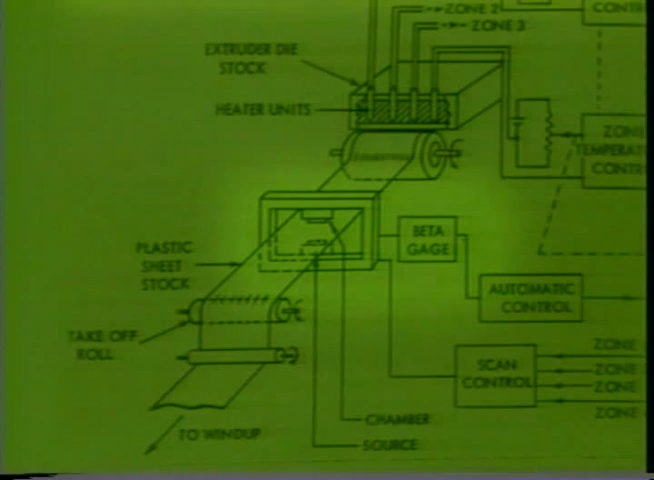 CONTR
ZONE 2
ZONE 3
EXTRUDER DIE
STOCK
HEATER UNITS
ZONE
TEMPERAT
CONT
BETA
GAGE
PLASTIC
SHEET
STOCK
AUTOMATIC
CONTROL
TAKE OFF
ROLL
SCAN
CONTROL
ZONE
ZONE
ZONE
ZONE
CHAMBER
TO WINDUP
SOURCE